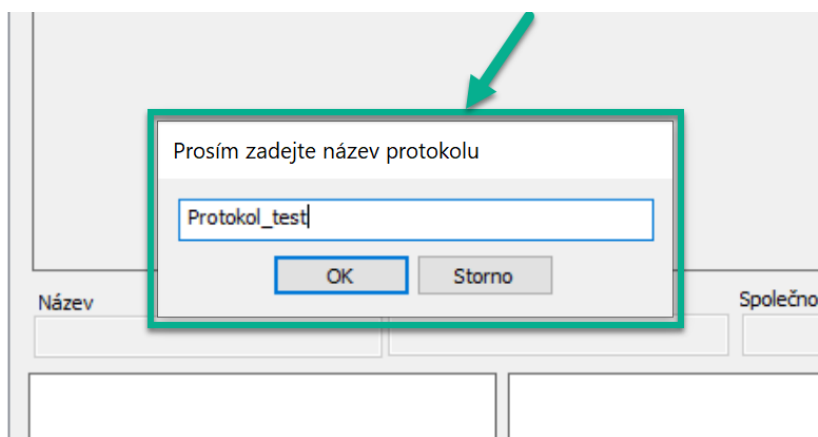 Prosím zadejte název protokolu
Protokol_test
OK Storno
Název Společno